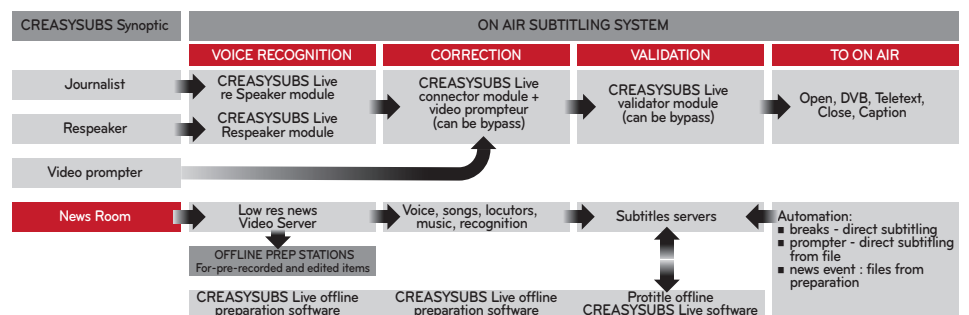 CREASYSUBS Synoptic
ON AIR SUBTITLING SYSTEM
VOICE RECOGNITION
CORRECTION
VALIDATION
TO ON AIR
Journalist
CREASYSUBS Live
re Speaker module
CREASYSUBS Live
connector module +
video prompteur
(can be bypass)
CREASYSUBS Live
validator module
(can be bypass)
Open, DVB, Teletext,
Close, Caption
Respeaker
CREASYSUBS Live
Respeaker module
Video prompter
News Room
Low res news
Video Server
Voice, songs, locutors,
music, recognition
Subtitles servers
Automation:
▪ breaks - direct subtitling
▪ prompter - direct subtitling
from file
▪ news event : files from
preparation
OFFLINE PREP STATIONS
For-pre-recorded and edited items
CREASYSUBS Live offline
preparation software
CREASYSUBS Live offline
preparation software
Protitle offline
CREASYSUBS Live software